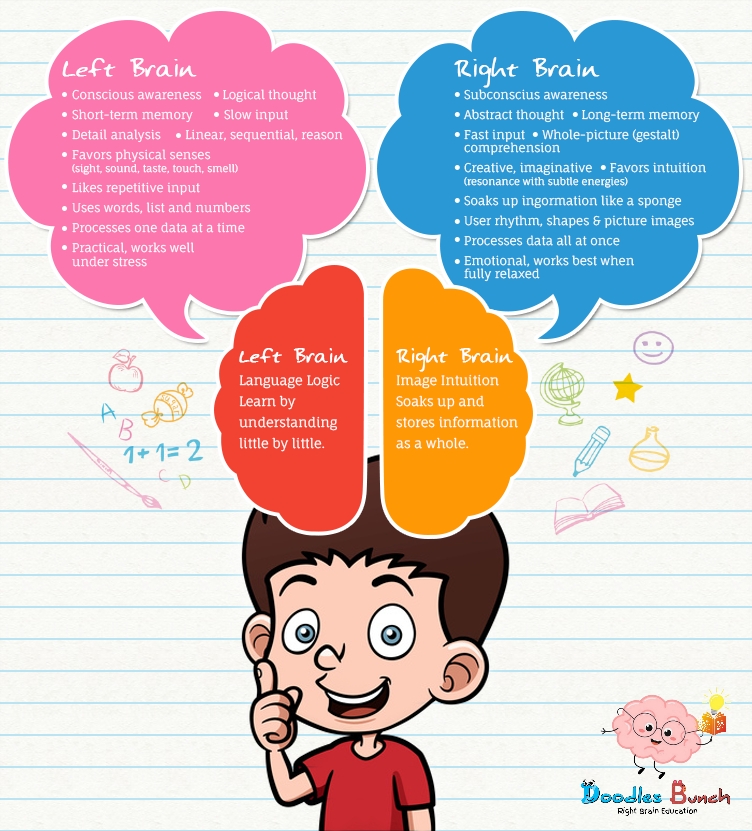 Left Brain
• Conscious awareness • Logical thought
• Short-term memory • Slow input
• Detail analysis • Linear, sequential, reason
• Favors physical senses
(sight, sound, taste, touch, smell)
• Likes repetitive input
• Uses words, list and numbers
• Processes one data at a time
• Practical, works well
under stress
Right Brain
• Subconscius awareness
• Abstract thought • Long-term memory
• Fast input • Whole-picture (gestalt)
comprehension
• Creative, imaginative • Favors intuition
(resonance with subtle energies)
• Soaks up ingormation like a sponge
• User rhythm, shapes & picture images
• Processes data all at once
• Emotional, works best when
fully relaxed
Left Brain
Language Logic
Learn by
understanding
little by little.
Right Brain
Image Intuition
Soaks up and
stores information
as a whole.
A
B
1+1=2
C
D
Doodles Bunch
Right Brain Education